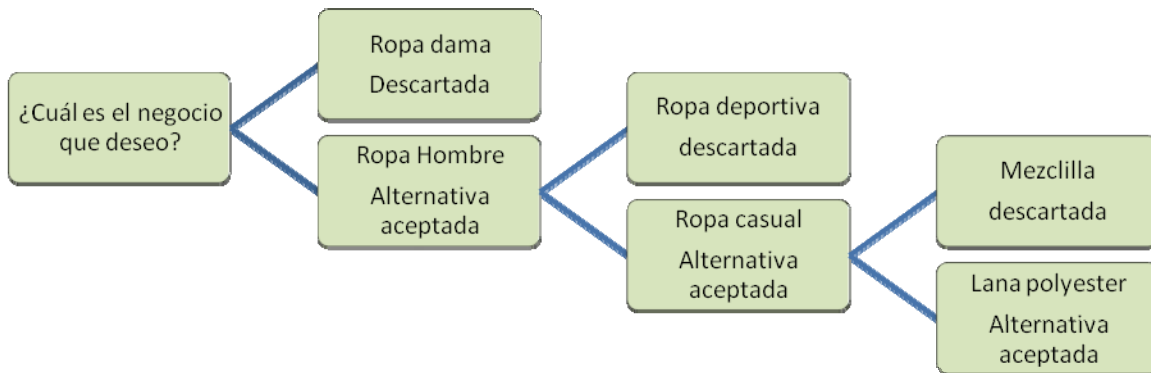 ¿Cuál es el negocio
que deseo?
Ropa dama
Descartada
Ropa Hombre
Alternativa
aceptada
Ropa deportiva
descartada
Ropa casual
Alternativa
aceptada
Mezclilla
descartada
Lana polyester
Alternativa
aceptada